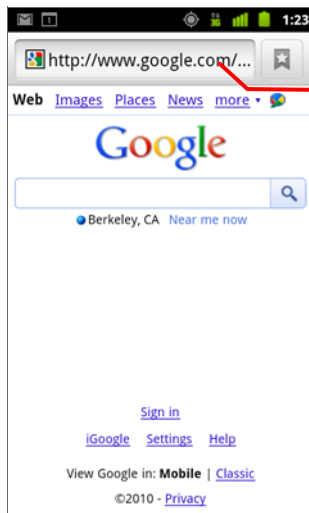 1:23
http://www.google.com/...
Web Images Places News more
Google
Berkeley, CA Near me now
Sign in
iGoogle Settings Help
View Google in: Mobile | Classic
©2010 - Privacy